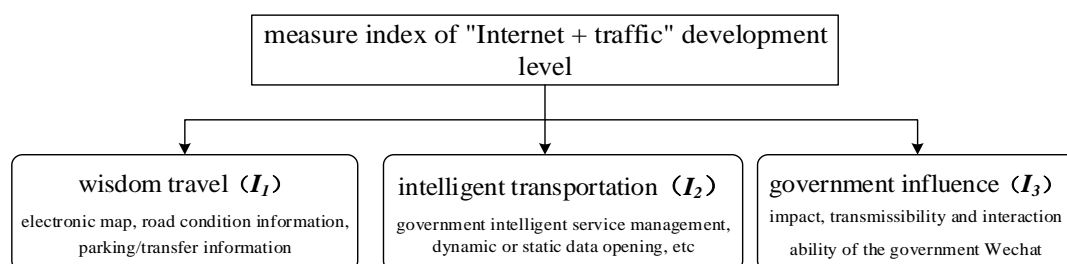 measure index of "Internet + traffic" development
level
wisdom travel（I1）
electronic map, road condition information,
parking/transfer information
intelligent transportation（I2）
government intelligent service management,
dynamic or static data opening, etc
government influence（I3）
impact, transmissibility and interaction
ability of the government Wechat